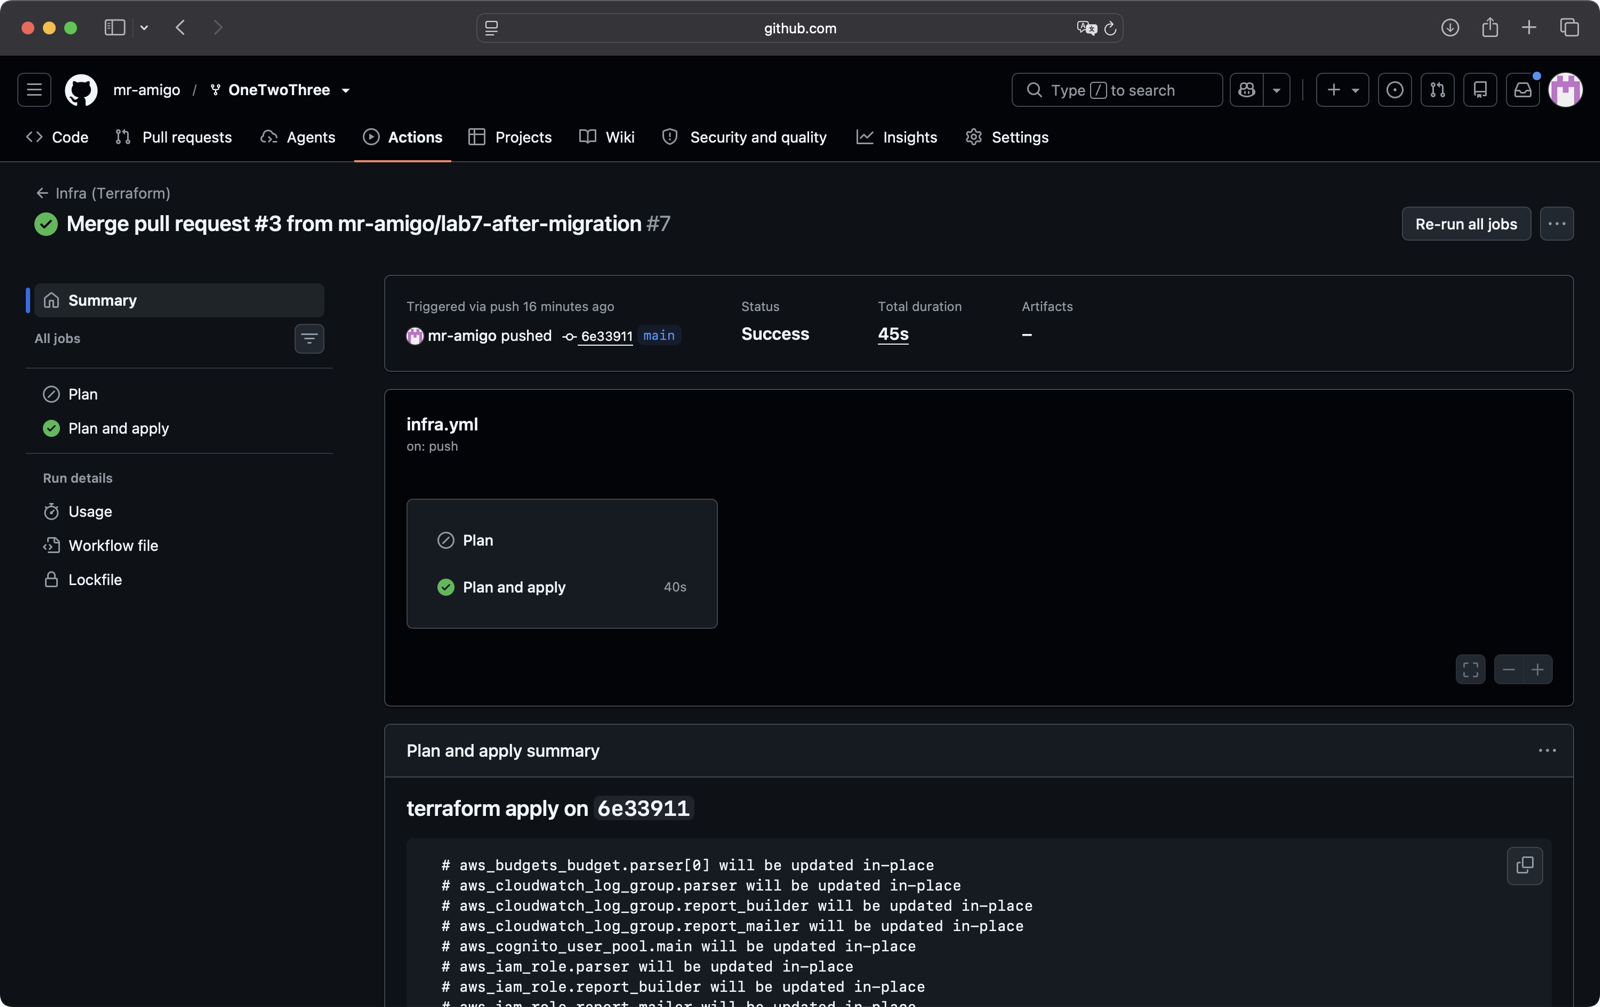 github.com
mr-amigo / OneTwoThree
Type / to search
Code
Pull requests
Agents
Actions
Projects
Wiki
Security and quality
Insights
Settings
Infra (Terraform)
Merge pull request #3 from mr-amigo/lab7-after-migration #7
Re-run all jobs
Summary
All jobs
Plan
Plan and apply
Run details
Usage
Workflow file
Lockfile
Triggered via push 16 minutes ago
mr-amigo pushed 6e33911 main
Status
Success
Total duration
45s
Artifacts
–
infra.yml
on: push
Plan
Plan and apply 40s
Plan and apply summary
terraform apply on 6e33911
# aws_budgets_budget.parser[0] will be updated in-place
# aws_cloudwatch_log_group.parser will be updated in-place
# aws_cloudwatch_log_group.report_builder will be updated in-place
# aws_cloudwatch_log_group.report_mailer will be updated in-place
# aws_cognito_user_pool.main will be updated in-place
# aws_iam_role.parser will be updated in-place
# aws_iam_role.report_builder will be updated in-place
# aws_iam_role.report_mailer will be updated in-place